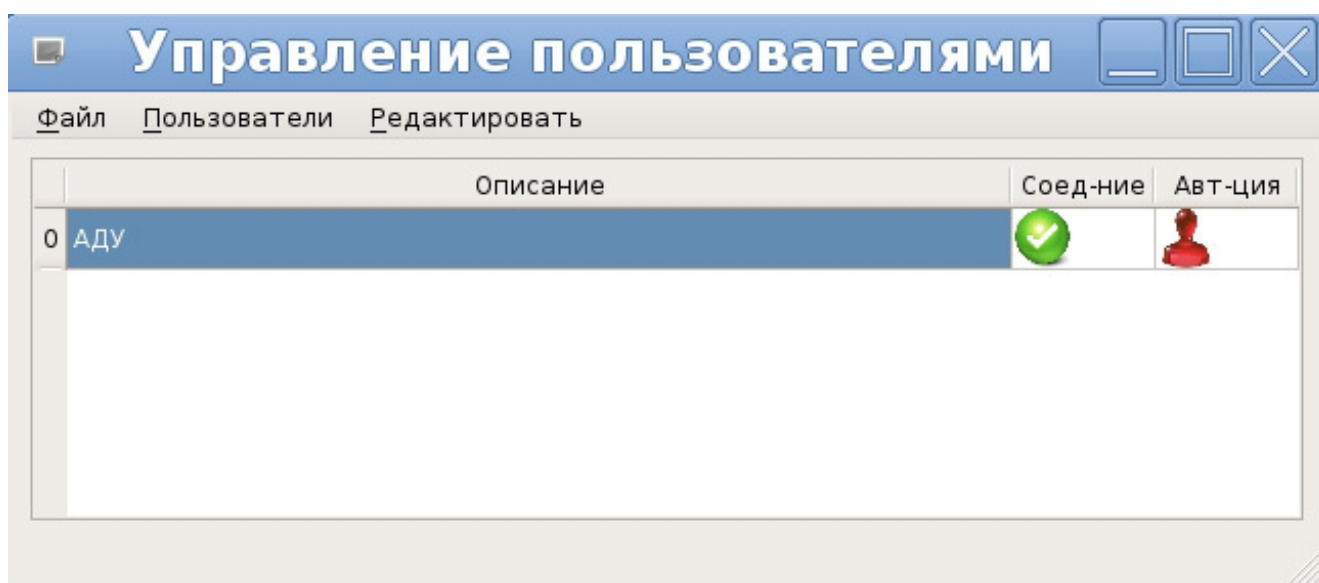 Управление пользователями
Файл Пользователи Редактировать
Описание Соед-ние Авт-ция
0 АДУ